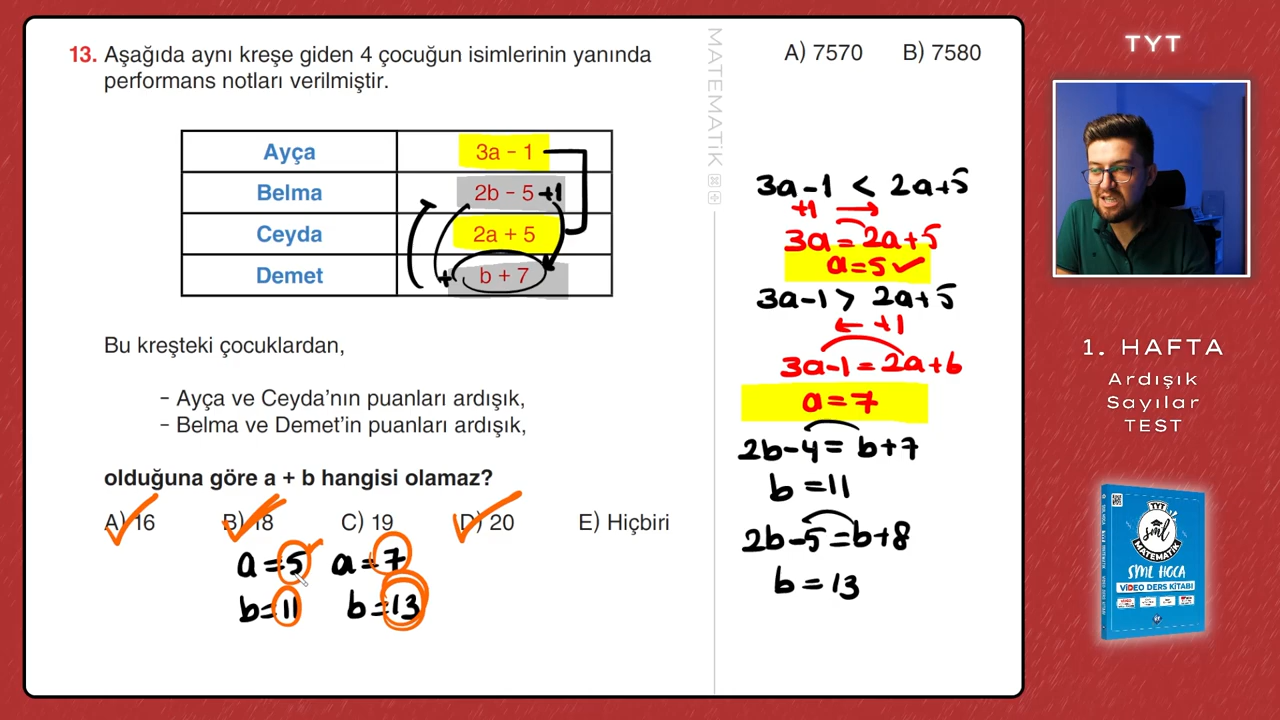 13. Aşağıda aynı kreşe giden 4 çocuğun isimlerinin yanında
performans notları verilmiştir.
Ayça 3a – 1
Belma 2b – 5 +1
Ceyda 2a + 5
Demet + b + 7
Bu kreşteki çocuklardan,
– Ayça ve Ceyda’nın puanları ardışık,
– Belma ve Demet’in puanları ardışık,
olduğuna göre a + b hangisi olamaz?
A) 16 B) 18 C) 19 D) 20 E) Hiçbiri
a=5 a=7
b=11 b=13
MATEMATİK
A) 7570 B) 7580
3a-1 < 2a+5
+1
3a=2a+5
a=5
3a-1> 2a+5
+1
3a-1=2a+6
a=7
2b-4= b+7
b=11
2b-5=b+8
b=13
TYT
1. HAFTA
Ardışık
Sayılar
TEST
TYT
sml
MATEMATİK
SML HOCA
VİDEO DERS KİTABI